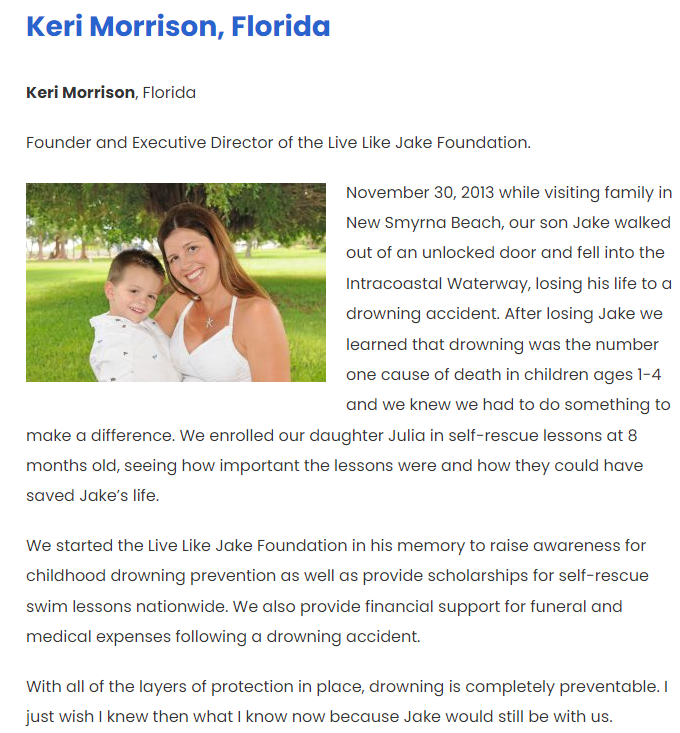 Keri Morrison, Florida
Keri Morrison, Florida
Founder and Executive Director of the Live Like Jake Foundation.
November 30, 2013 while visiting family in
New Smyrna Beach, our son Jake walked
out of an unlocked door and fell into the
Intracoastal Waterway, losing his life to a
drowning accident. After losing Jake we
learned that drowning was the number
one cause of death in children ages 1-4
and we knew we had to do something to
make a difference. We enrolled our daughter Julia in self-rescue lessons at 8
months old, seeing how important the lessons were and how they could have
saved Jake’s life.
We started the Live Like Jake Foundation in his memory to raise awareness for
childhood drowning prevention as well as provide scholarships for self-rescue
swim lessons nationwide. We also provide financial support for funeral and
medical expenses following a drowning accident.
With all of the layers of protection in place, drowning is completely preventable. I
just wish I knew then what I know now because Jake would still be with us.